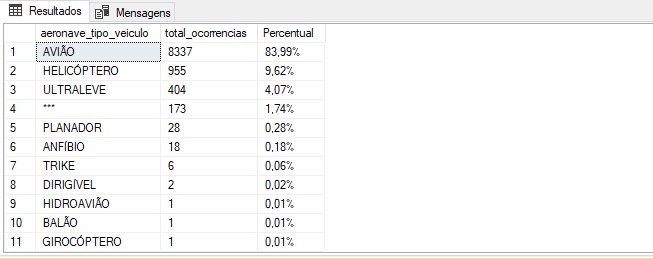 Resultados Mensagens
aeronave_tipo_veiculo total_ocorrencias Percentual
1 AVIÃO 8337 83,99%
2 HELICÓPTERO 955 9,62%
3 ULTRALEVE 404 4,07%
4 *** 173 1,74%
5 PLANADOR 28 0,28%
6 ANFÍBIO 18 0,18%
7 TRIKE 6 0,06%
8 DIRIGÍVEL 2 0,02%
9 HIDROAVIÃO 1 0,01%
10 BALÃO 1 0,01%
11 GIROCÓPTERO 1 0,01%